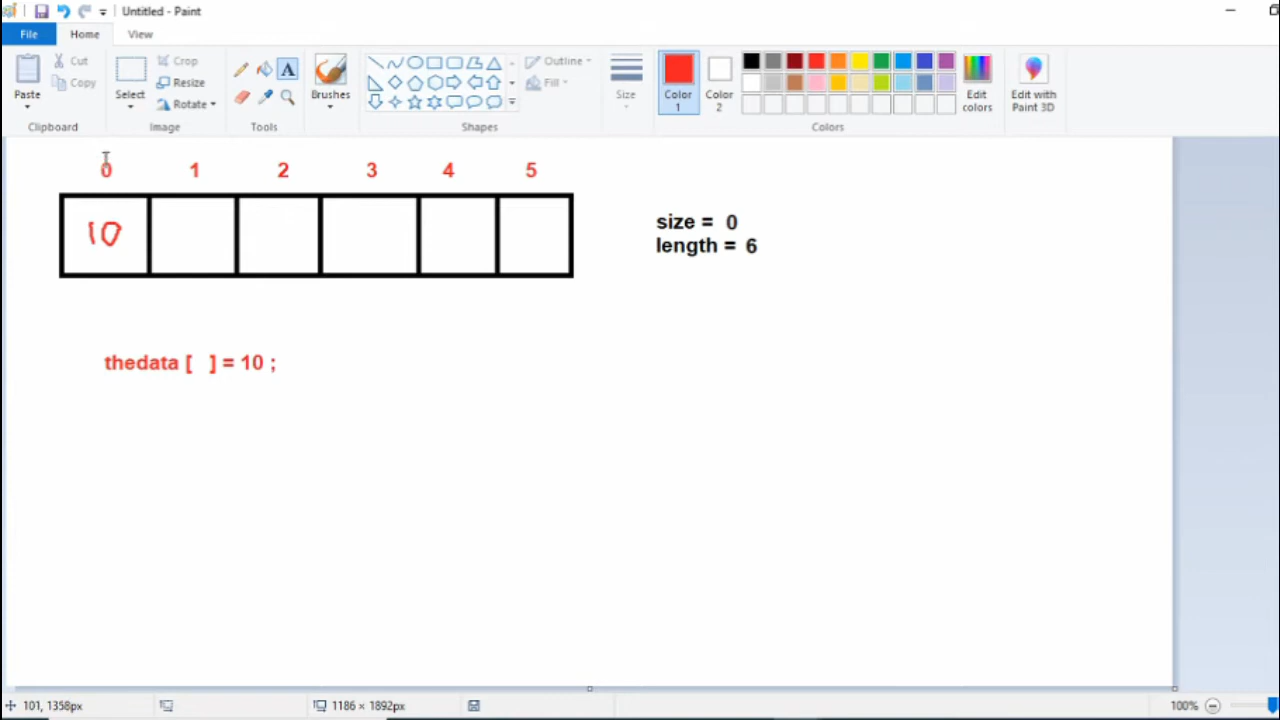 Untitled - Paint
File Home View
Paste
Cut
Copy
Clipboard
Select
Crop
Resize
Rotate
Image
A
Tools
Brushes
Outline
Fill
Shapes
Size
Color 1
Color 2
Edit colors
Colors
Edit with Paint 3D
0 1 2 3 4 5
10
size = 0
length = 6
thedata [ ] = 10 ;
101, 1358px
1186 × 1892px
100%